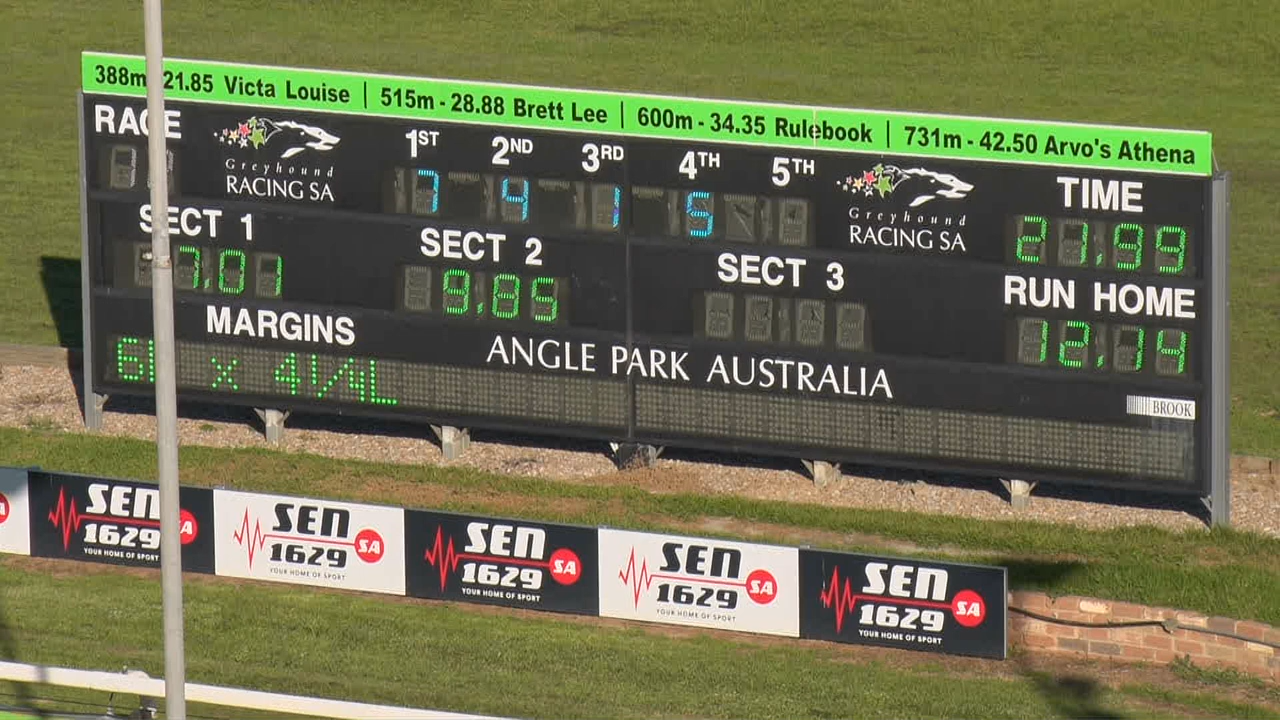 388m 21.85 Victa Louise | 515m - 28.88 Brett Lee | 600m - 34.35 Rulebook | 731m - 42.50 Arvo's Athena
RACE
Greyhound
RACING SA
1ST 2ND 3RD 4TH 5TH
7 4 1 5
Greyhound
RACING SA
TIME
21.99
SECT 1
7.01
SECT 2
9.85
SECT 3
RUN HOME
12.14
MARGINS
x 4¼L
ANGLE PARK AUSTRALIA
BROOK
SEN
1629 SA
YOUR HOME OF SPORT
SEN
1629 SA
YOUR HOME OF SPORT
SEN
1629 SA
YOUR HOME OF SPORT
SEN
1629 SA
YOUR HOME OF SPORT
SEN
1629 SA
YOUR HOME OF SPORT